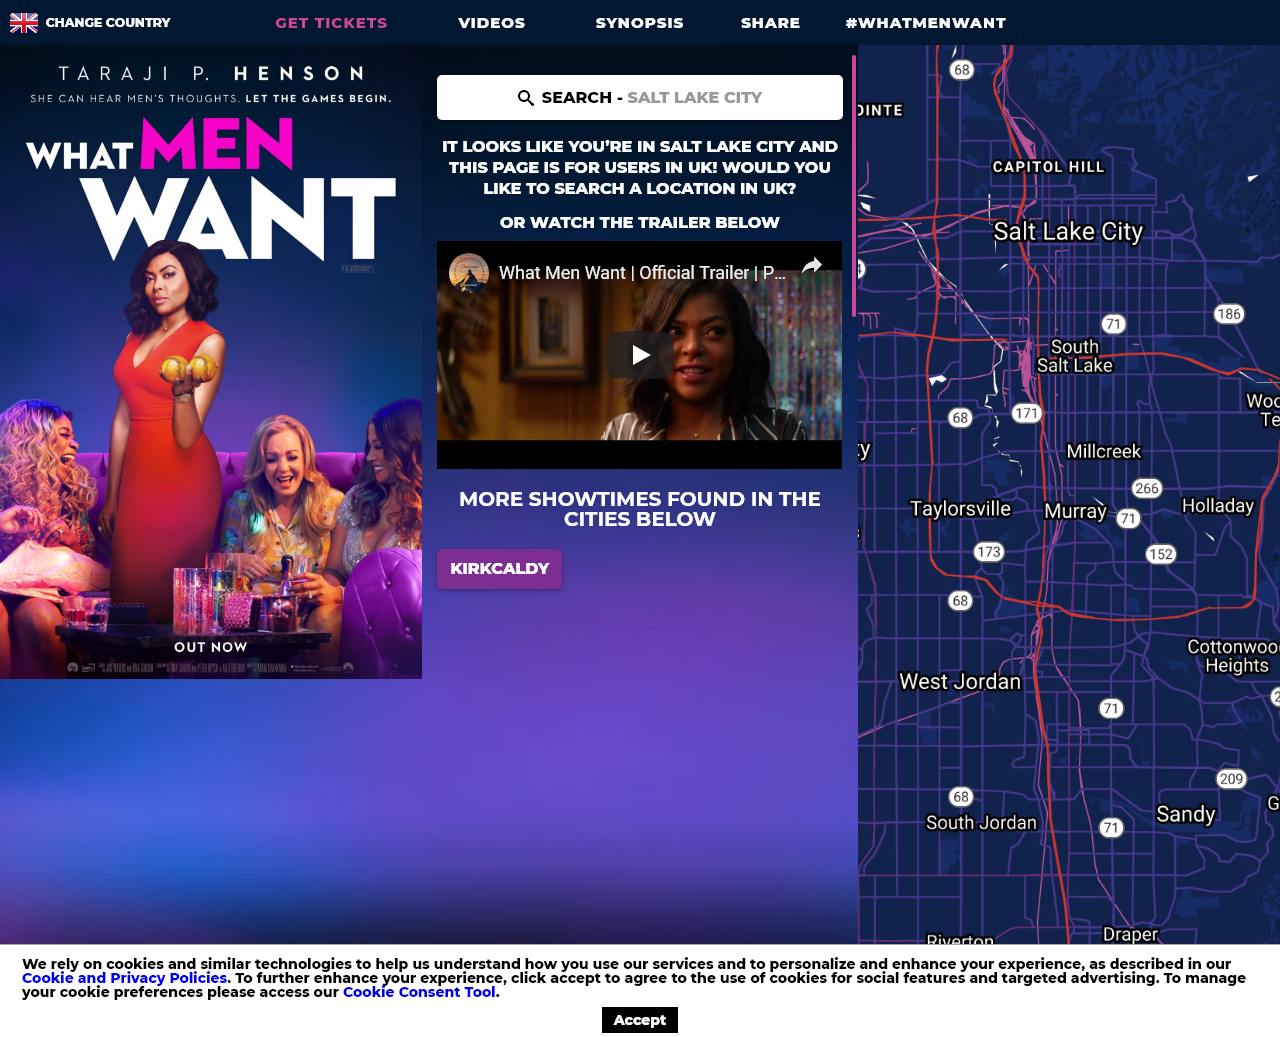 CHANGE COUNTRY
GET TICKETS
VIDEOS
SYNOPSIS
SHARE
#WHATMENWANT
TARAJI P. HENSON
SHE CAN HEAR MEN'S THOUGHTS. LET THE GAMES BEGIN.
WHAT MEN
WANT
OUT NOW
SEARCH - SALT LAKE CITY
IT LOOKS LIKE YOU'RE IN SALT LAKE CITY AND
THIS PAGE IS FOR USERS IN UK! WOULD YOU
LIKE TO SEARCH A LOCATION IN UK?
OR WATCH THE TRAILER BELOW
What Men Want | Official Trailer | P...
MORE SHOWTIMES FOUND IN THE
CITIES BELOW
KIRKCALDY
68
OINTE
CAPITOL HILL
Salt Lake City
186
71
South
Salt Lake
68
171
Woo
Te
ty
Millcreek
266
Taylorsville
Murray
71
Holladay
173
152
68
Cottonwood
Heights
West Jordan
71
209
68
South Jordan
71
Sandy
G
Riverton
Draper
We rely on cookies and similar technologies to help us understand how you use our services and to personalize and enhance your experience, as described in our
Cookie and Privacy Policies. To further enhance your experience, click accept to agree to the use of cookies for social features and targeted advertising. To manage
your cookie preferences please access our Cookie Consent Tool.
Accept